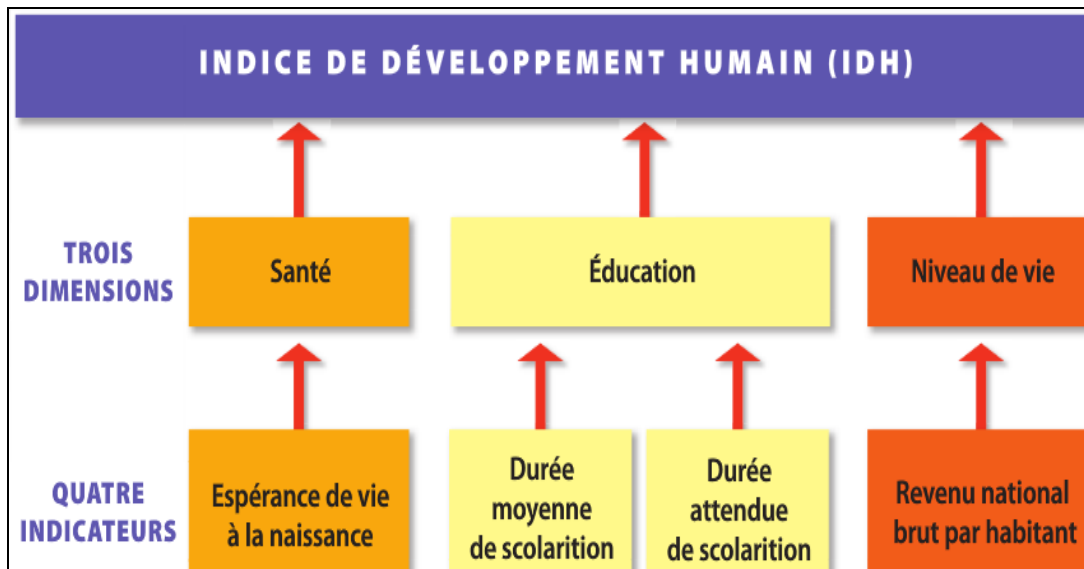 INDICE DE DÉVELOPPEMENT HUMAIN (IDH)
TROIS
DIMENSIONS
Santé
Éducation
Niveau de vie
QUATRE
INDICATEURS
Espérance de vie
à la naissance
Durée
moyenne
de scolarition
Durée
attendue
de scolarition
Revenu national
brut par habitant